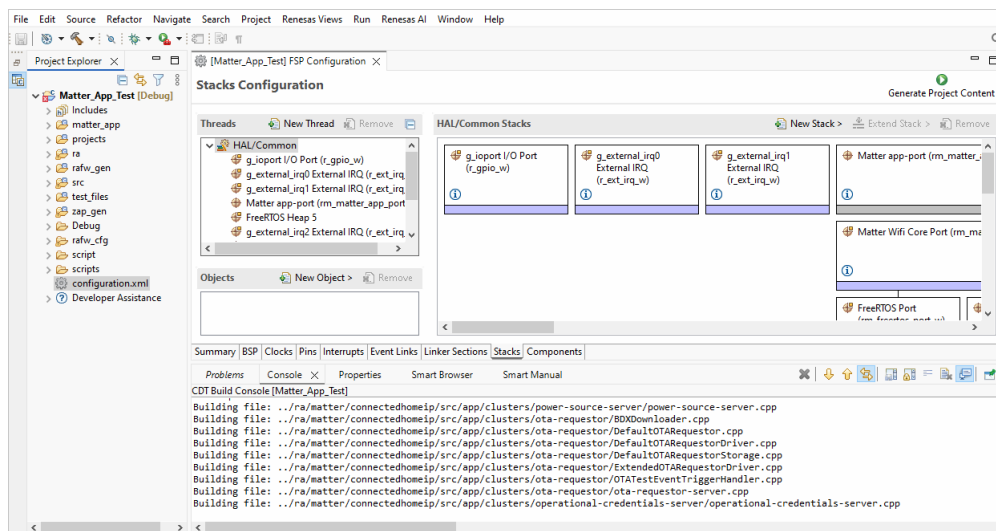 File Edit Source Refactor Navigate Search Project Renesas Views Run Renesas AI Window Help
Project Explorer
Matter_App_Test [Debug]
Includes
matter_app
projects
ra
rafw_gen
src
test_files
zap_gen
Debug
rafw_cfg
script
scripts
configuration.xml
Developer Assistance
[Matter_App_Test] FSP Configuration
Stacks Configuration
Generate Project Content
Threads New Thread Remove
HAL/Common
g_ioport I/O Port (r_gpio_w)
g_external_irq0 External IRQ (r_ext_irq_
g_external_irq1 External IRQ (r_ext_irq_
Matter app-port (rm_matter_app_port
FreeRTOS Heap 5
g_external_irq2 External IRQ (r_ext_irq_
Objects New Object > Remove
HAL/Common Stacks New Stack > Extend Stack > Remove
g_ioport I/O Port
(r_gpio_w)
g_external_irq0
External IRQ
(r_ext_irq_w)
g_external_irq1
External IRQ
(r_ext_irq_w)
Matter app-port (rm_matter_a
Matter Wifi Core Port (rm_ma
FreeRTOS Port
(rm_freertos_port_w)
Summary BSP Clocks Pins Interrupts Event Links Linker Sections Stacks Components
Problems Console Properties Smart Browser Smart Manual
CDT Build Console [Matter_App_Test]
Building file: ../ra/matter/connectedhomeip/src/app/clusters/power-source-server/power-source-server.cpp
Building file: ../ra/matter/connectedhomeip/src/app/clusters/ota-requestor/BDXDownloader.cpp
Building file: ../ra/matter/connectedhomeip/src/app/clusters/ota-requestor/DefaultOTARequestor.cpp
Building file: ../ra/matter/connectedhomeip/src/app/clusters/ota-requestor/DefaultOTARequestorDriver.cpp
Building file: ../ra/matter/connectedhomeip/src/app/clusters/ota-requestor/DefaultOTARequestorStorage.cpp
Building file: ../ra/matter/connectedhomeip/src/app/clusters/ota-requestor/ExtendedOTARequestorDriver.cpp
Building file: ../ra/matter/connectedhomeip/src/app/clusters/ota-requestor/OTATestEventTriggerHandler.cpp
Building file: ../ra/matter/connectedhomeip/src/app/clusters/ota-requestor/ota-requestor-server.cpp
Building file: ../ra/matter/connectedhomeip/src/app/clusters/operational-credentials-server/operational-credentials-server.cpp